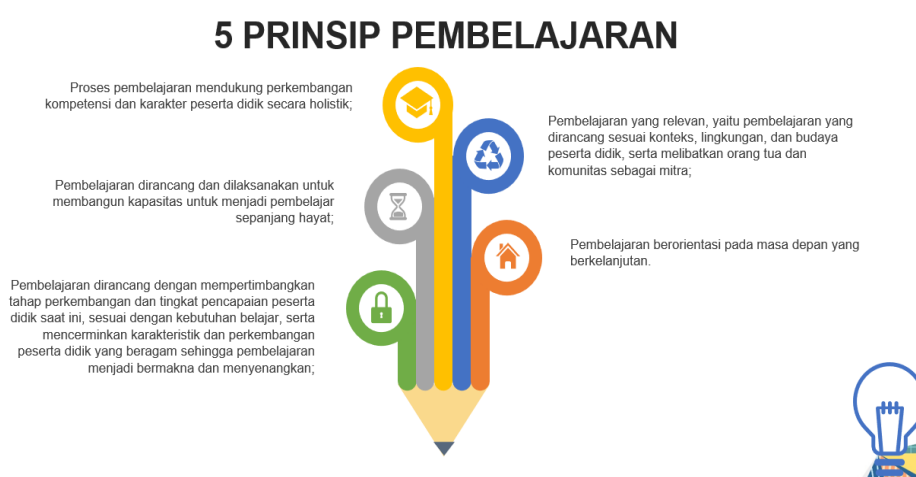 5 PRINSIP PEMBELAJARAN
Proses pembelajaran mendukung perkembangan
kompetensi dan karakter peserta didik secara holistik;
Pembelajaran yang relevan, yaitu pembelajaran yang
dirancang sesuai konteks, lingkungan, dan budaya
peserta didik, serta melibatkan orang tua dan
komunitas sebagai mitra;
Pembelajaran dirancang dan dilaksanakan untuk
membangun kapasitas untuk menjadi pembelajar
sepanjang hayat;
Pembelajaran berorientasi pada masa depan yang
berkelanjutan.
Pembelajaran dirancang dengan mempertimbangkan
tahap perkembangan dan tingkat pencapaian peserta
didik saat ini, sesuai dengan kebutuhan belajar, serta
mencerminkan karakteristik dan perkembangan
peserta didik yang beragam sehingga pembelajaran
menjadi bermakna dan menyenangkan;